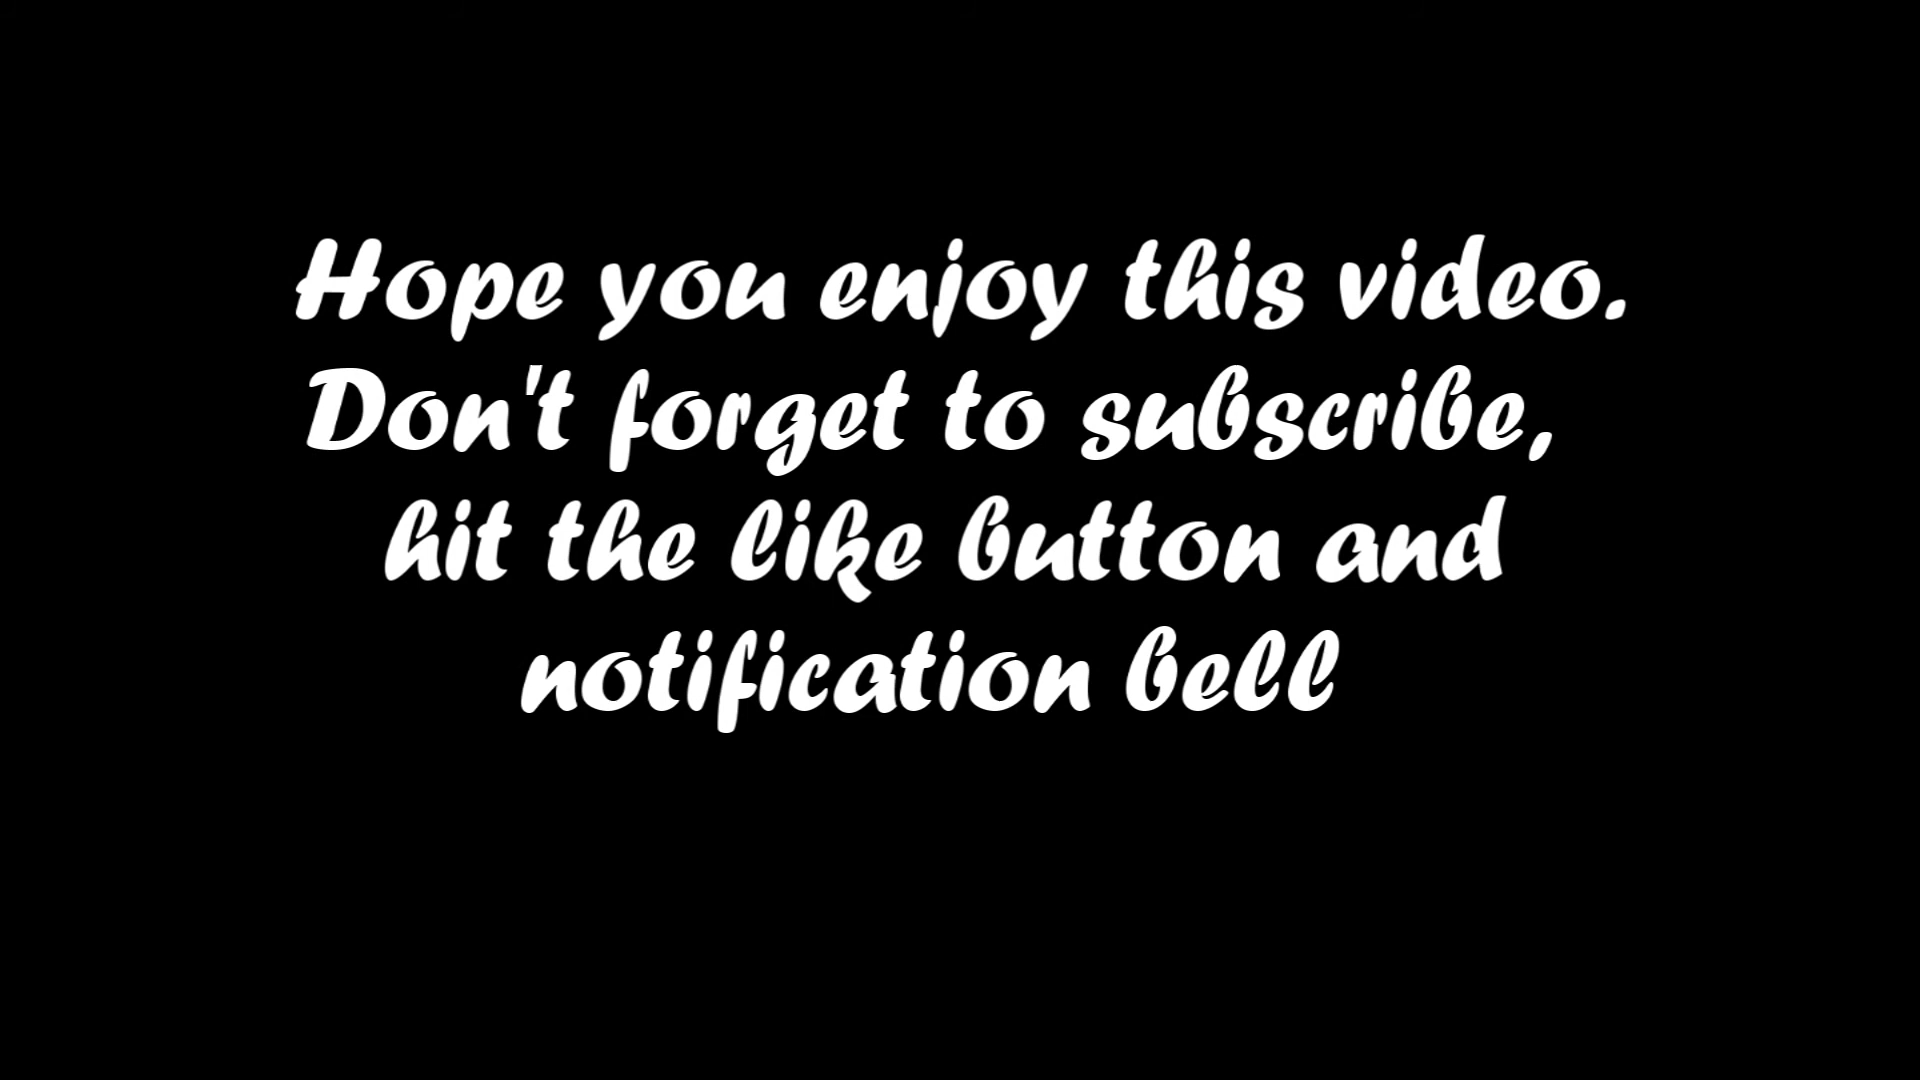 Hope you enjoy this video.
Don't forget to subscribe,
hit the like button and
notification bell